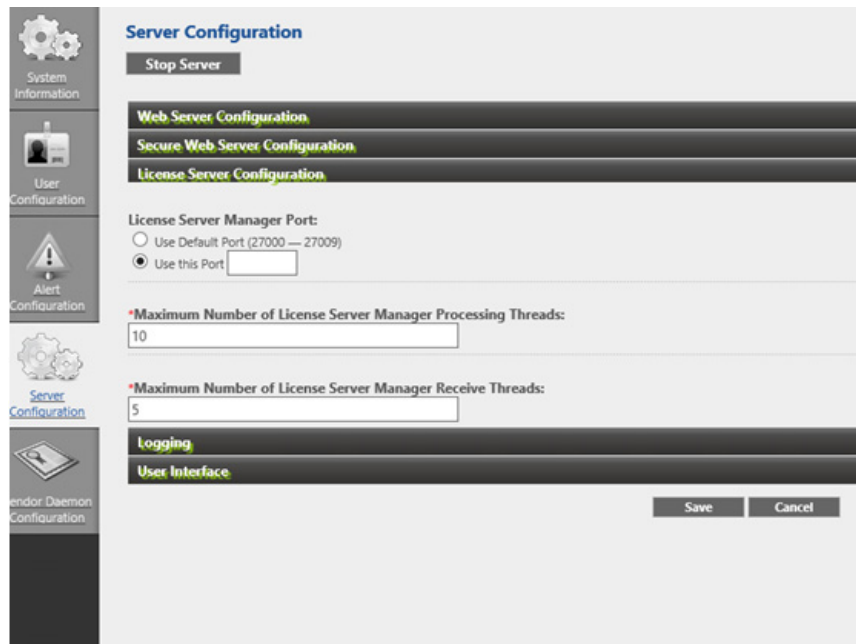 Server Configuration
Stop Server
System
Information
User
Configuration
Alert
Configuration
Server
Configuration
endor Daemon
Configuration
Web Server Configuration
Secure Web Server Configuration
License Server Configuration
License Server Manager Port:
Use Default Port (27000 — 27009)
Use this Port
*Maximum Number of License Server Manager Processing Threads:
10
*Maximum Number of License Server Manager Receive Threads:
5
Logging
User Interface
Save Cancel